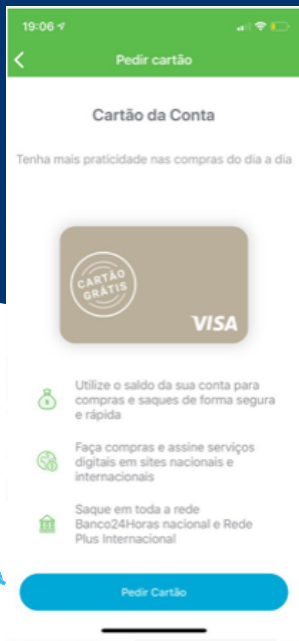 19:06
Pedir cartão
Cartão da Conta
Tenha mais praticidade nas compras do dia a dia
CARTÃO
GRÁTIS
VISA
Utilize o saldo da sua conta para
compras e saques de forma segura
e rápida
Faça compras e assine serviços
digitais em sites nacionais e
internacionais
Saque em toda a rede
Banco24Horas nacional e Rede
Plus Internacional
Pedir Cartão